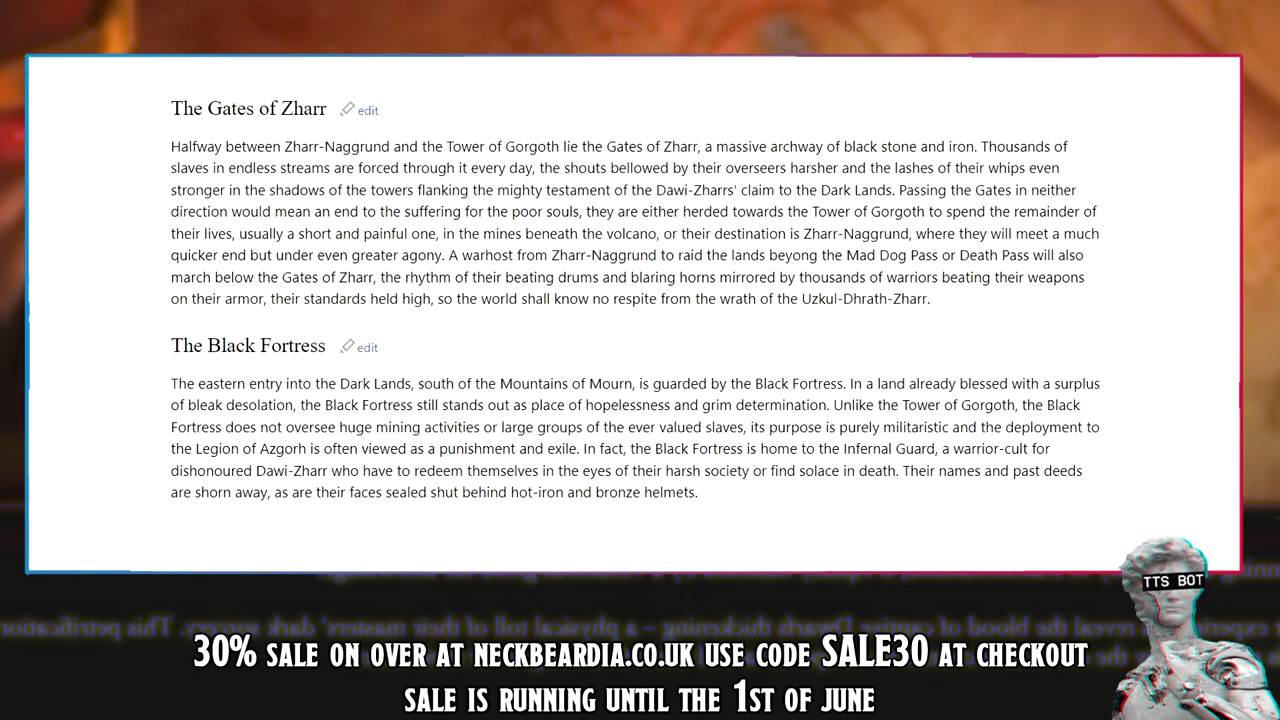 The Gates of Zharr edit
Halfway between Zharr-Naggrund and the Tower of Gorgoth lie the Gates of Zharr, a massive archway of black stone and iron. Thousands of
slaves in endless streams are forced through it every day, the shouts bellowed by their overseers harsher and the lashes of their whips even
stronger in the shadows of the towers flanking the mighty testament of the Dawi-Zharrs' claim to the Dark Lands. Passing the Gates in neither
direction would mean an end to the suffering for the poor souls, they are either herded towards the Tower of Gorgoth to spend the remainder of
their lives, usually a short and painful one, in the mines beneath the volcano, or their destination is Zharr-Naggrund, where they will meet a much
quicker end but under even greater agony. A warhost from Zharr-Naggrund to raid the lands beyong the Mad Dog Pass or Death Pass will also
march below the Gates of Zharr, the rhythm of their beating drums and blaring horns mirrored by thousands of warriors beating their weapons
on their armor, their standards held high, so the world shall know no respite from the wrath of the Uzkul-Dhrath-Zharr.
The Black Fortress edit
The eastern entry into the Dark Lands, south of the Mountains of Mourn, is guarded by the Black Fortress. In a land already blessed with a surplus
of bleak desolation, the Black Fortress still stands out as place of hopelessness and grim determination. Unlike the Tower of Gorgoth, the Black
Fortress does not oversee huge mining activities or large groups of the ever valued slaves, its purpose is purely militaristic and the deployment to
the Legion of Azgorh is often viewed as a punishment and exile. In fact, the Black Fortress is home to the Infernal Guard, a warrior-cult for
dishonoured Dawi-Zharr who have to redeem themselves in the eyes of their harsh society or find solace in death. Their names and past deeds
are shorn away, as are their faces sealed shut behind hot-iron and bronze helmets.
TTS BOT
experi reveal the blood of captive Dwarfs thickening – a physical toll of their masters' dark sorcery. This petrification
30% SALE ON OVER AT NECKBEARDIA.CO.UK USE CODE SALE30 AT CHECKOUT
SALE IS RUNNING UNTIL THE 1ST OF JUNE